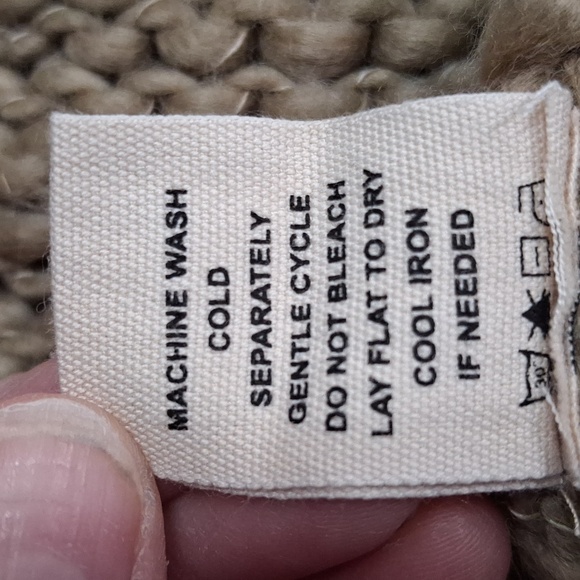 MACHINE WASH
COLD
SEPARATELY
GENTLE CYCLE
DO NOT BLEACH
LAY FLAT TO DRY
COOL IRON
IF NEEDED
30°